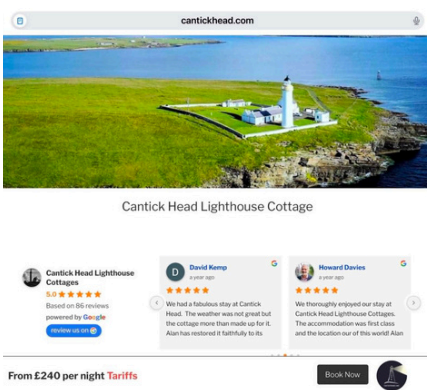 cantickhead.com
Cantick Head Lighthouse Cottage
Cantick Head Lighthouse
Cottages
5.0
Based on 86 reviews
powered by Google
review us on G
D
David Kemp
a year ago
G
We had a fabulous stay at Cantick
Head. The weather was not great but
the cottage more than made up for it.
Alan has restored it faithfully to its
Howard Davies
a year ago
G
We thoroughly enjoyed our stay at
Cantick Head Lighthouse Cottages.
The accommodation was first class
and the location our of this world! Alan
From £240 per night Tariffs
Book Now